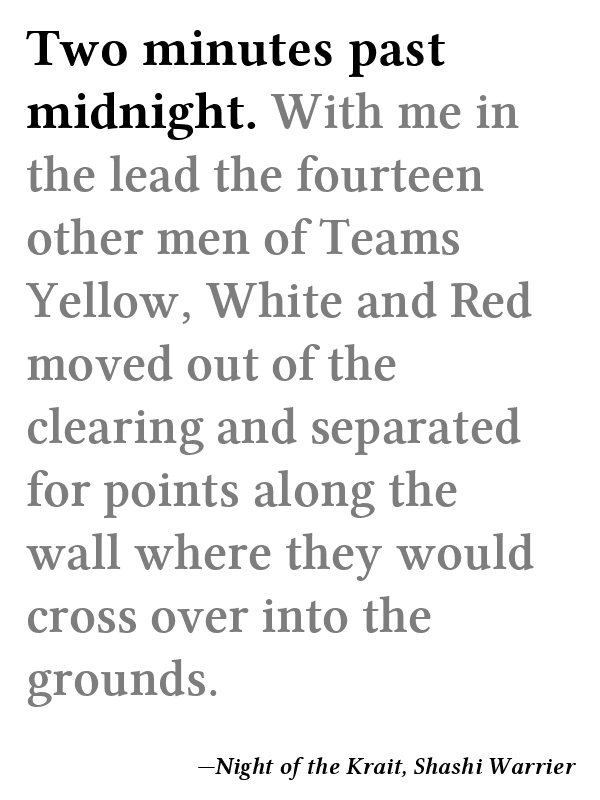 Two minutes past
midnight. With me in
the lead the fourteen
other men of Teams
Yellow, White and Red
moved out of the
clearing and separated
for points along the
wall where they would
cross over into the
grounds.
—Night of the Krait, Shashi Warrier